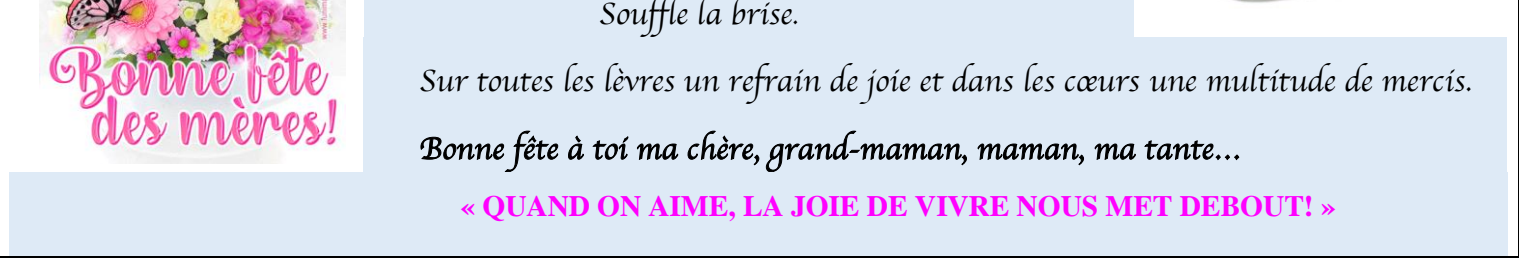 Souffle la brise.
Bonne fête
des mères!
Sur toutes les lèvres un refrain de joie et dans les cœurs une multitude de mercis.
Bonne fête à toi ma chère, grand-maman, maman, ma tante…
« QUAND ON AIME, LA JOIE DE VIVRE NOUS MET DEBOUT! »